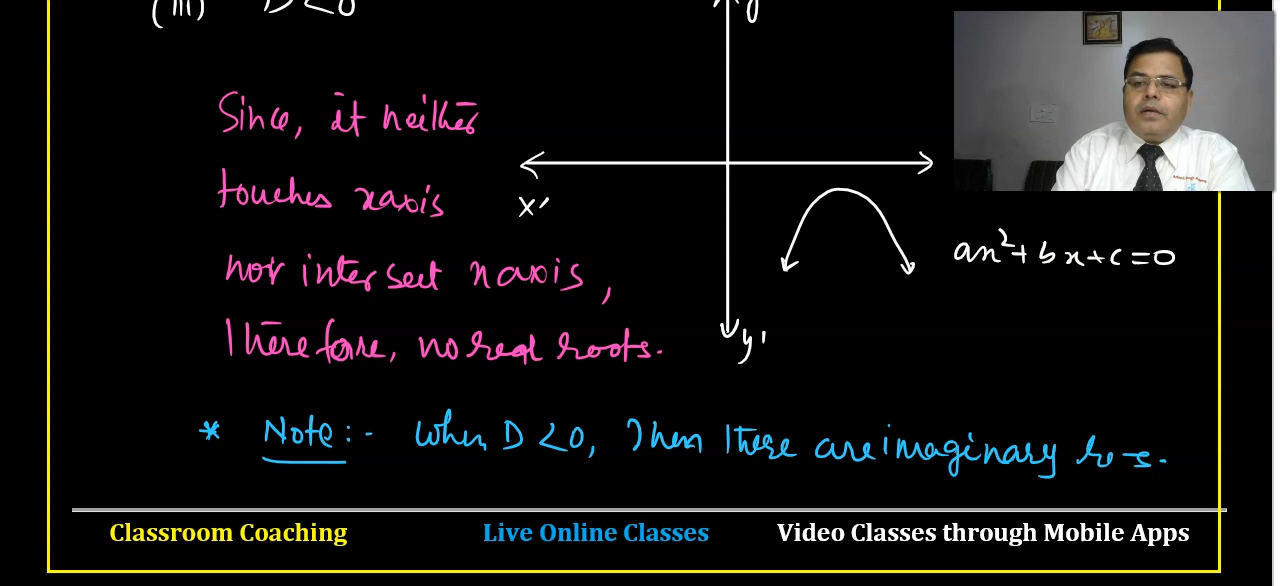 (iii) D<0
y
Since, it neither
touches x axis
x'
nor intersect x axis,
ax²+bx+c=0
Therefore, no real roots.
y'
* Note:- When D<0, Then there are imaginary
Classroom Coaching Live Online Classes Video Classes through Mobile Apps